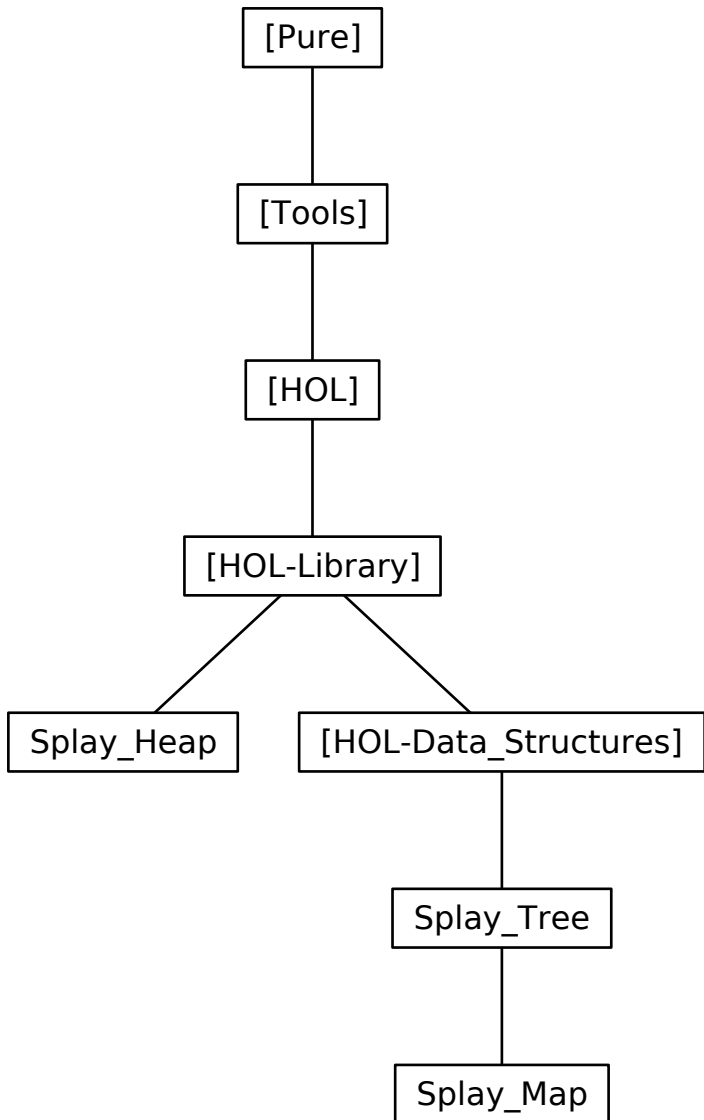 [Pure]
[Tools]
[HOL]
[HOL-Library]
Splay_Heap
[HOL-Data_Structures]
Splay_Tree
Splay_Map